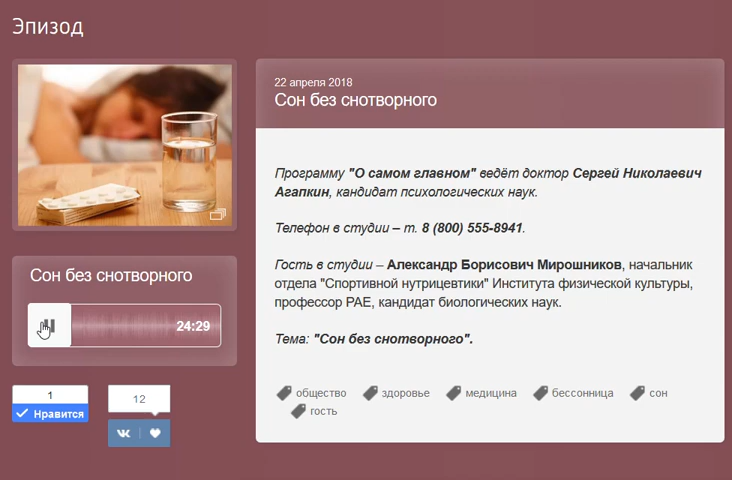 Эпизод
22 апреля 2018
Сон без снотворного
Программу "О самом главном" ведёт доктор Сергей Николаевич
Агапкин, кандидат психологических наук.
Телефон в студии – т. 8 (800) 555-8941.
Гость в студии – Александр Борисович Мирошников, начальник
отдела "Спортивной нутрицевтики" Института физической культуры,
профессор РАЕ, кандидат биологических наук.
Тема: "Сон без снотворного".
общество здоровье медицина бессонница сон
гость
Сон без снотворного
24:29
1
Нравится
12